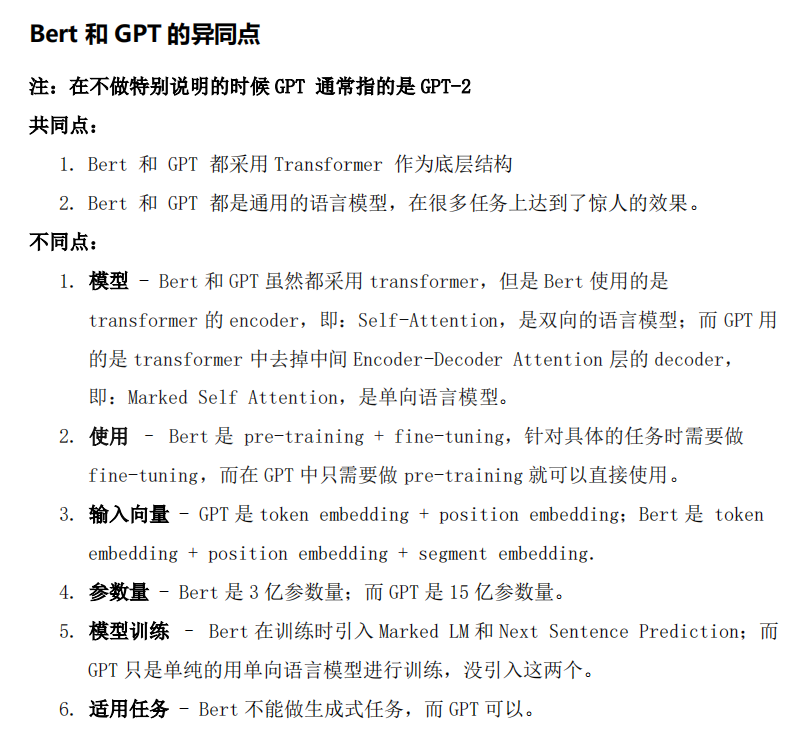 Bert 和 GPT 的异同点
注：在不做特别说明的时候 GPT 通常指的是 GPT-2
共同点：
1. Bert 和 GPT 都采用 Transformer 作为底层结构
2. Bert 和 GPT 都是通用的语言模型，在很多任务上达到了惊人的效果。
不同点：
1. 模型 - Bert 和 GPT 虽然都采用 transformer，但是 Bert 使用的是
transformer 的 encoder，即：Self-Attention，是双向的语言模型；而 GPT 用
的是 transformer 中去掉中间 Encoder-Decoder Attention 层的 decoder，
即：Marked Self Attention，是单向语言模型。
2. 使用 – Bert 是 pre-training + fine-tuning，针对具体的任务时需要做
fine-tuning，而在 GPT 中只需要做 pre-training 就可以直接使用。
3. 输入向量 - GPT 是 token embedding + position embedding；Bert 是 token
embedding + position embedding + segment embedding.
4. 参数量 - Bert 是 3 亿参数量；而 GPT 是 15 亿参数量。
5. 模型训练 – Bert 在训练时引入 Marked LM 和 Next Sentence Prediction；而
GPT 只是单纯的用单向语言模型进行训练，没引入这两个。
6. 适用任务 - Bert 不能做生成式任务，而 GPT 可以。